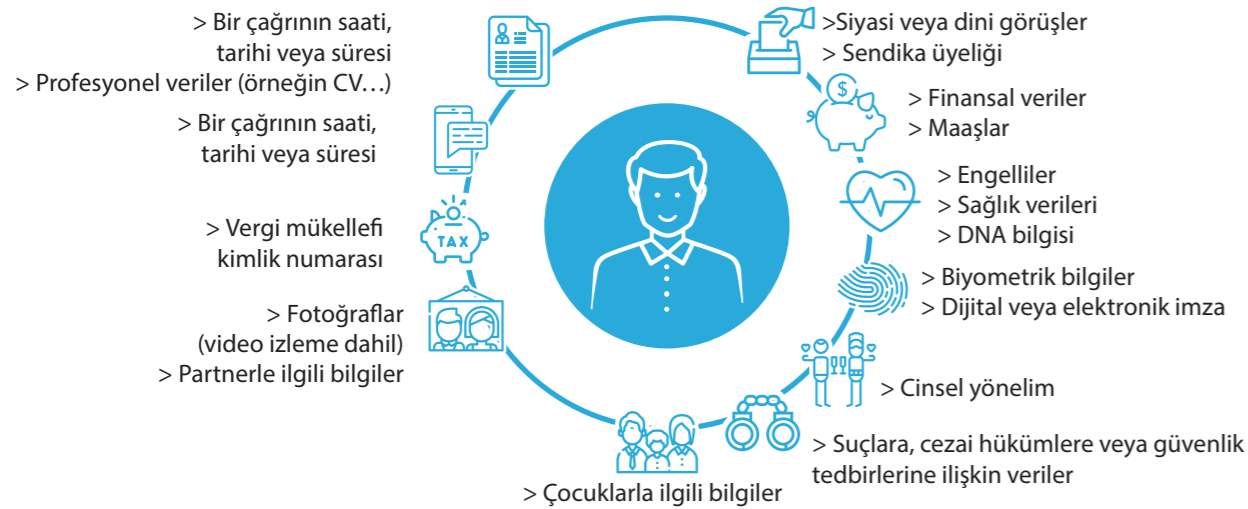 > Bir çağrının saati,
tarihi veya süresi
> Profesyonel veriler (örneğin CV…)
> Bir çağrının saati,
tarihi veya süresi
TAX
> Vergi mükellefi
kimlik numarası
> Fotoğraflar
(video izleme dahil)
> Partnerle ilgili bilgiler
>Siyasi veya dini görüşler
> Sendika üyeliği
$
> Finansal veriler
> Maaşlar
> Engelliler
> Sağlık verileri
> DNA bilgisi
> Biyometrik bilgiler
> Dijital veya elektronik imza
> Cinsel yönelim
> Suçlara, cezai hükümlere veya güvenlik
tedbirlerine ilişkin veriler
> Çocuklarla ilgili bilgiler